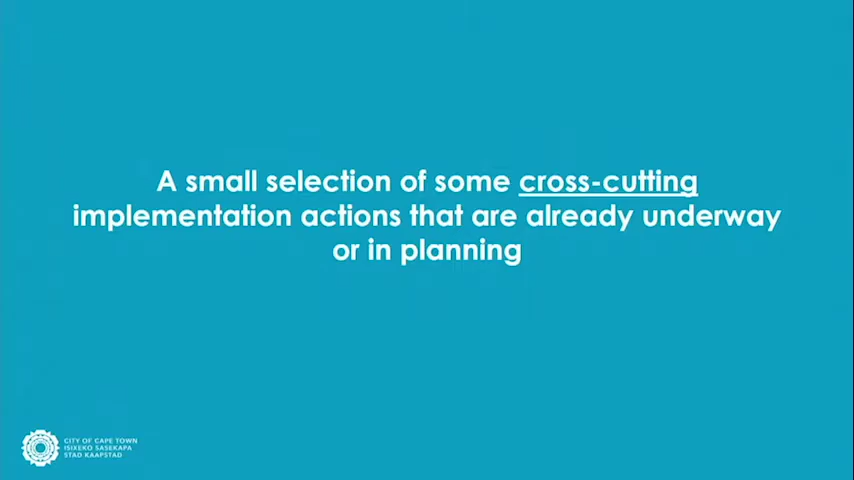 A small selection of some cross-cutting
implementation actions that are already underway
or in planning
CITY OF CAPE TOWN
ISIXEKO SASEKAPA
STAD KAAPSTAD